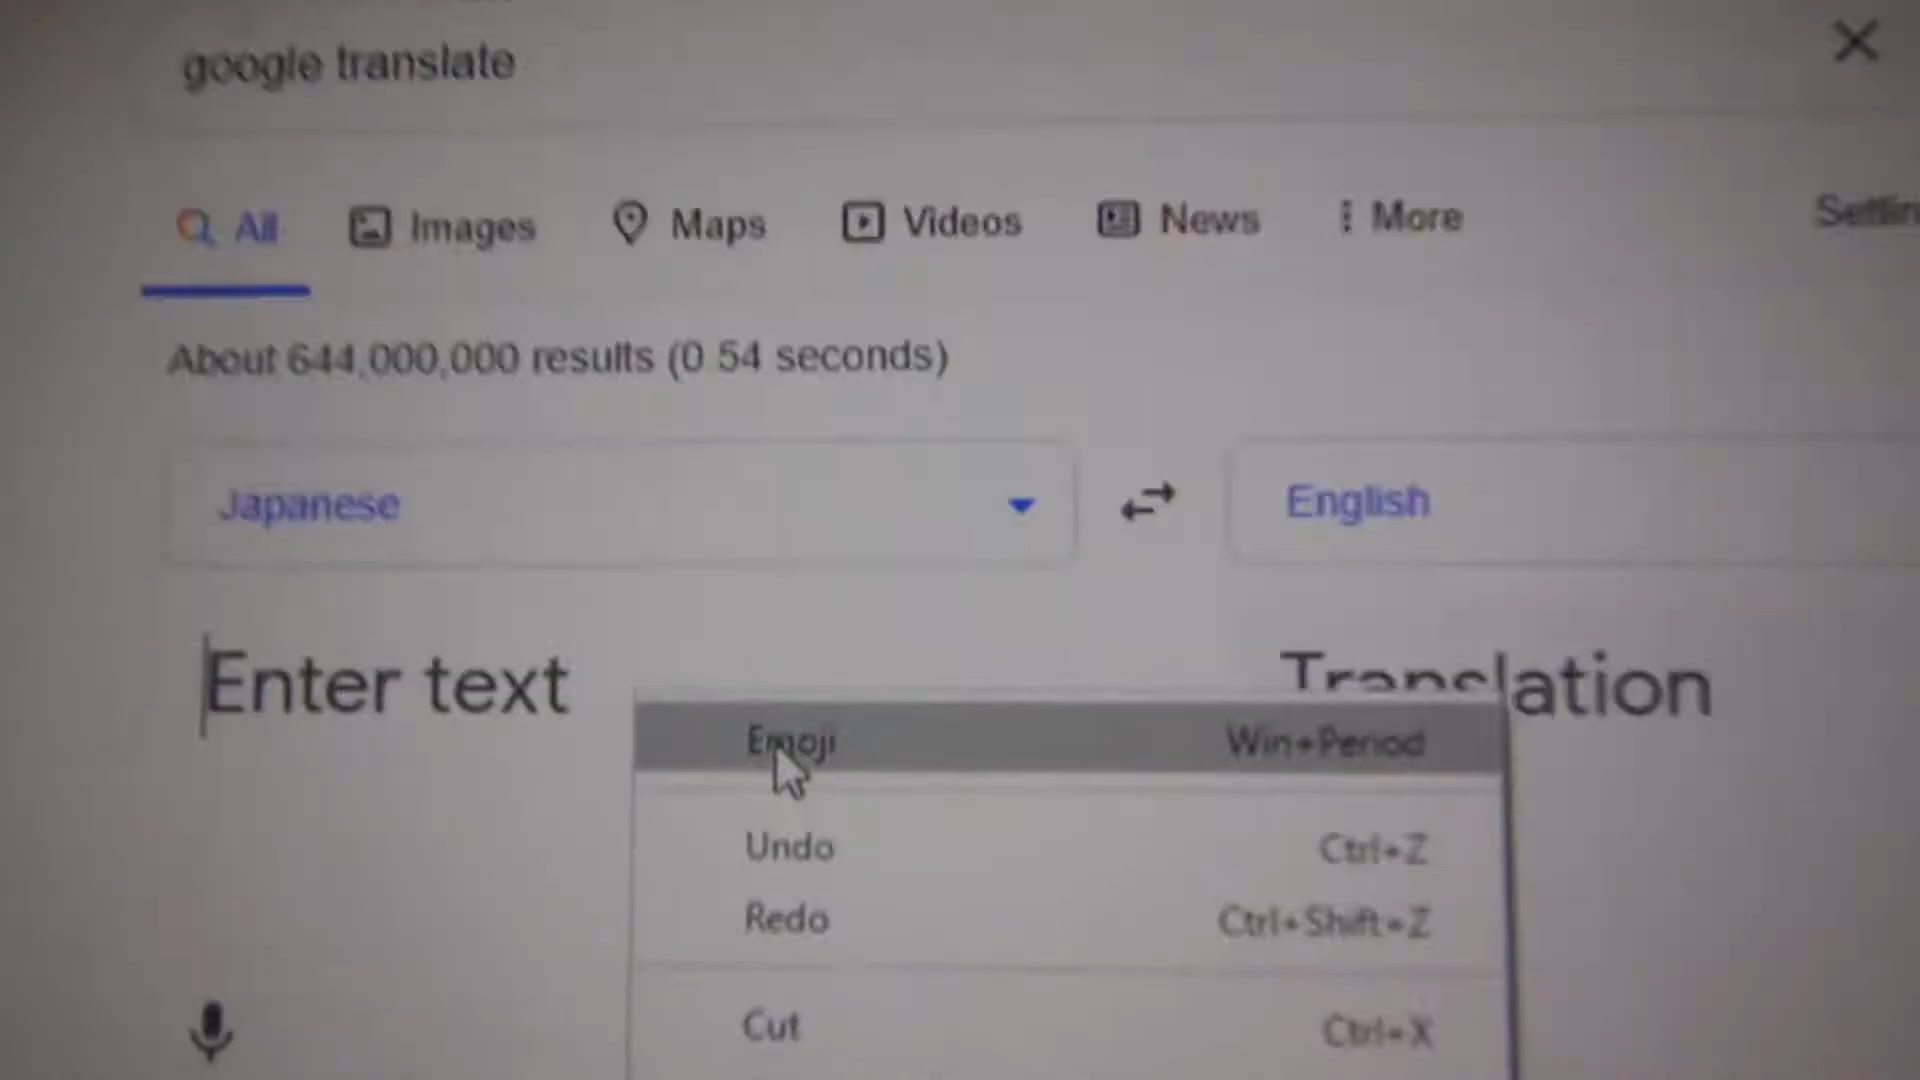 google translate
All Images Maps Videos News More Settin
About 644,000,000 results (0.54 seconds)
Japanese English
Enter text Translation
Emoji Win+Period
Undo Ctrl+Z
Redo Ctrl+Shift+Z
Cut Ctrl+X